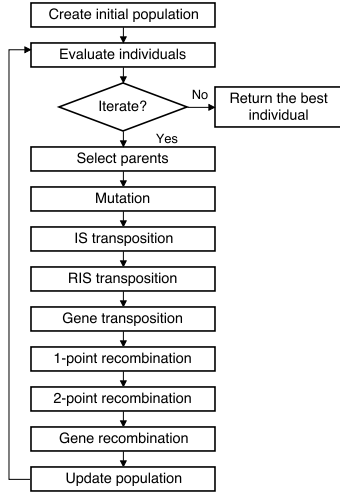 Create initial population
Evaluate individuals
Iterate?
No
Return the best
individual
Yes
Select parents
Mutation
IS transposition
RIS transposition
Gene transposition
1-point recombination
2-point recombination
Gene recombination
Update population